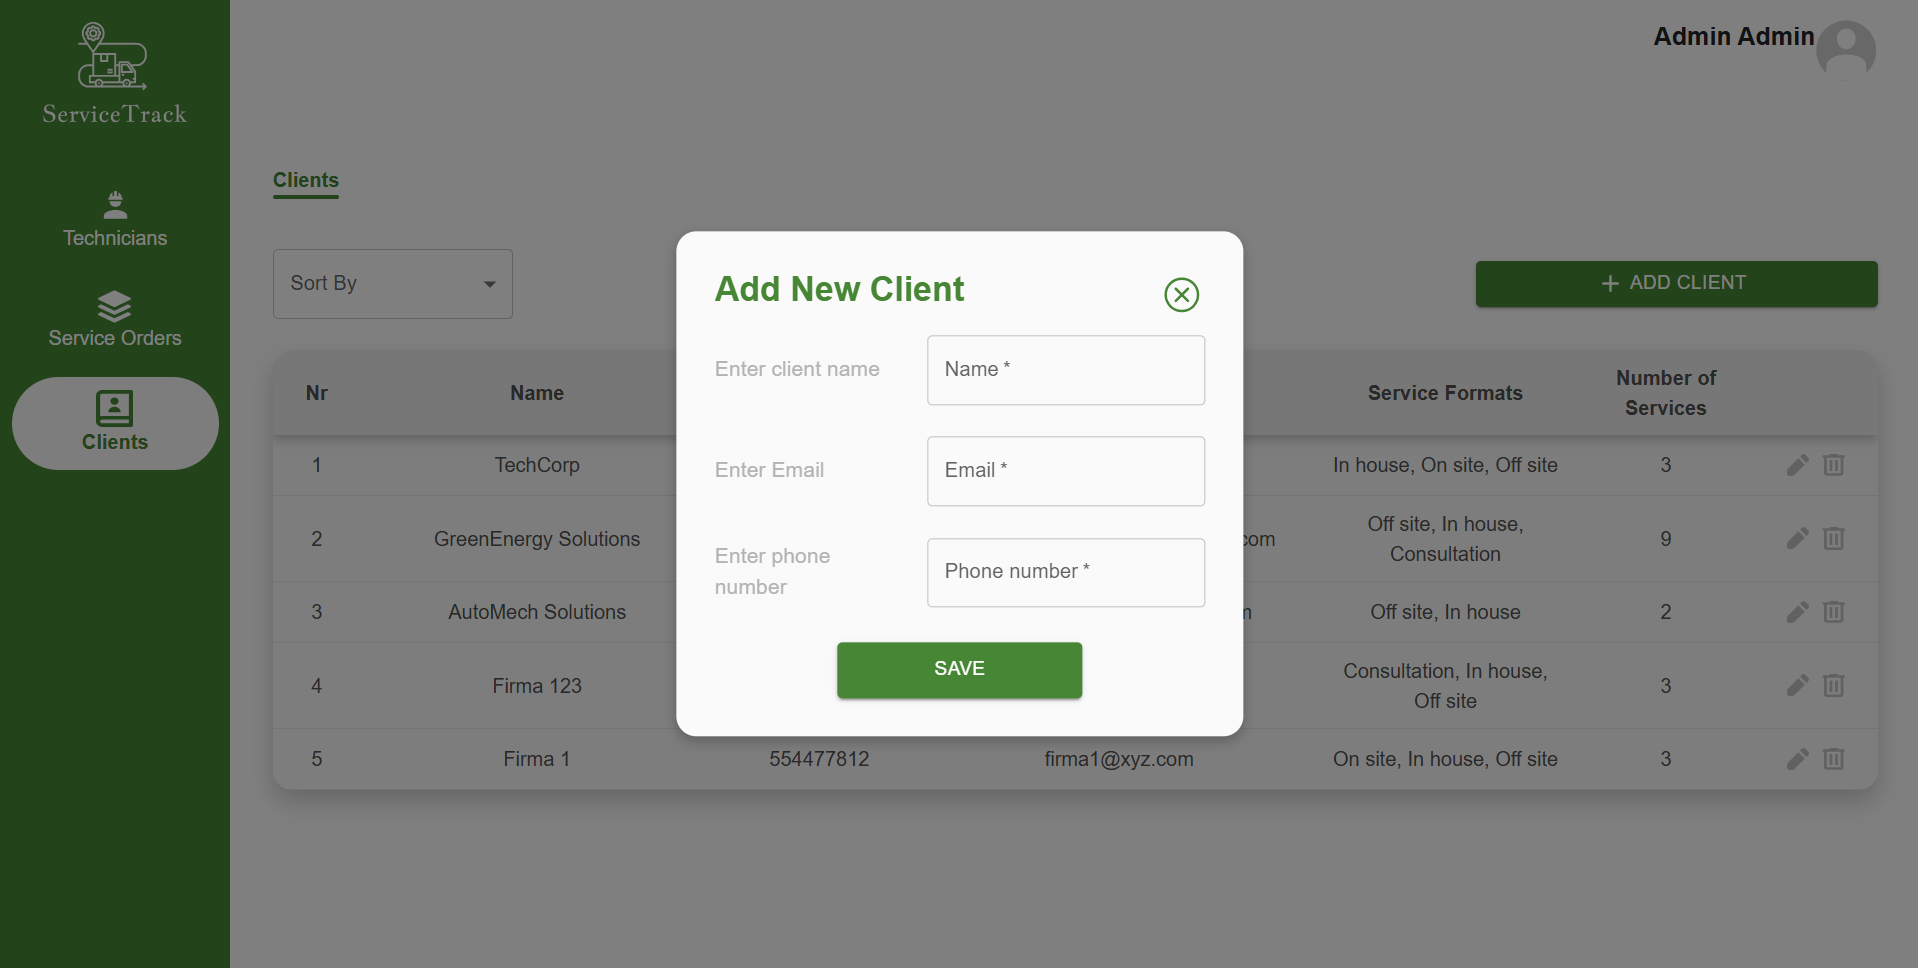 ServiceTrack
Technicians
Service Orders
Clients
Admin Admin
Clients
Sort By
ADD CLIENT
Nr Name Service Formats Number of
Services
1 TechCorp In house, On site, Off site 3
2 GreenEnergy Solutions com Off site, In house,
Consultation 9
3 AutoMech Solutions Off site, In house 2
4 Firma 123 Consultation, In house,
Off site 3
5 Firma 1 554477812 firma1@xyz.com On site, In house, Off site 3
Add New Client
Enter client name Name *
Enter Email Email *
Enter phone
number Phone number *
SAVE